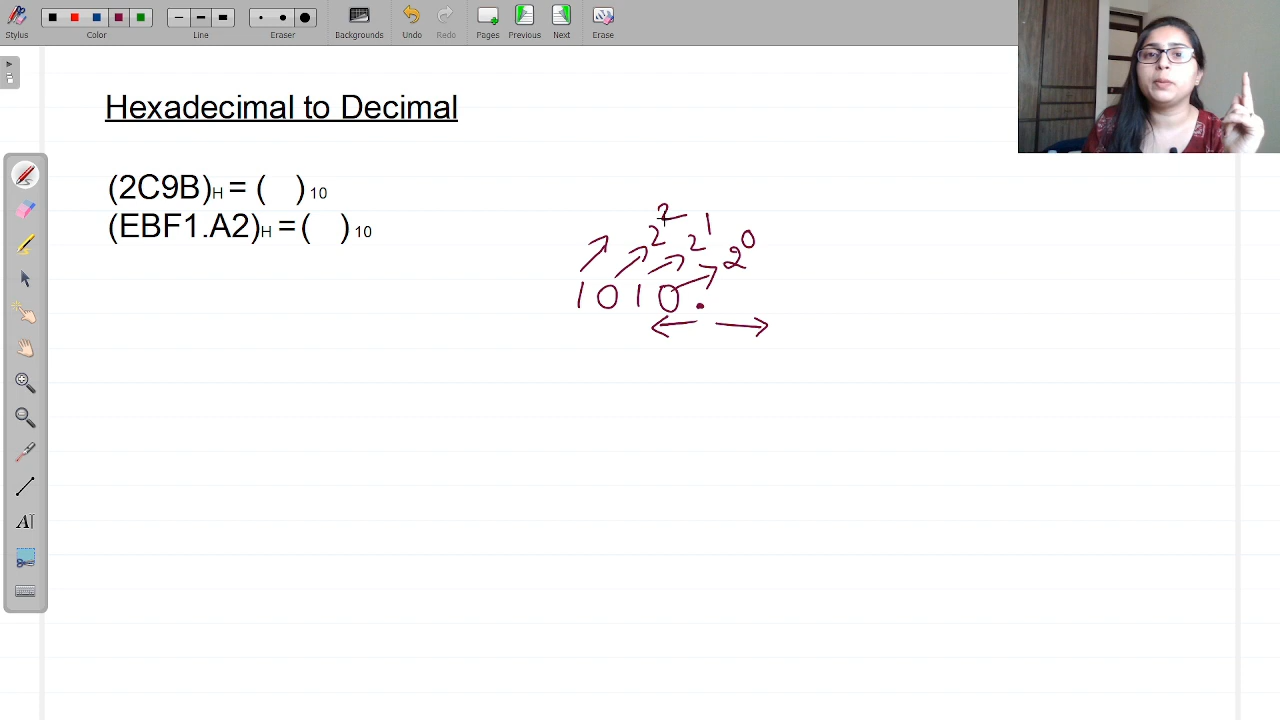 Stylus Color Line Eraser Backgrounds Undo Redo Pages Previous Next Erase
Hexadecimal to Decimal
(2C9B)H = ( )10
(EBF1.A2)H = ( )10
2² 2¹ 2⁰
1 0 1 0 .
A